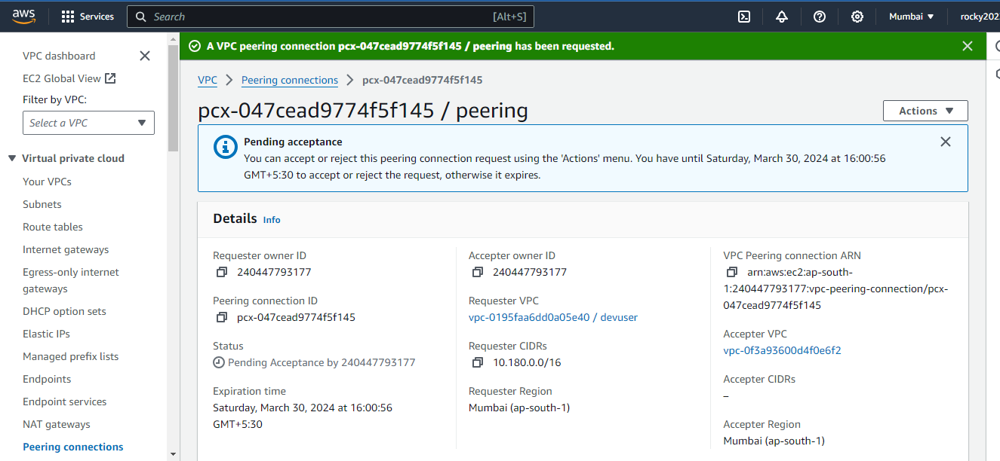 aws
Services
Search
[Alt+S]
Mumbai
rocky202
VPC dashboard
EC2 Global View
Filter by VPC:
Select a VPC
Virtual private cloud
Your VPCs
Subnets
Route tables
Internet gateways
Egress-only internet
gateways
DHCP option sets
Elastic IPs
Managed prefix lists
Endpoints
Endpoint services
NAT gateways
Peering connections
A VPC peering connection pcx-047cead9774f5f145 / peering has been requested.
VPC > Peering connections > pcx-047cead9774f5f145
pcx-047cead9774f5f145 / peering
Actions
Pending acceptance
You can accept or reject this peering connection request using the 'Actions' menu. You have until Saturday, March 30, 2024 at 16:00:56
GMT+5:30 to accept or reject the request, otherwise it expires.
Details Info
Requester owner ID
240447793177
Peering connection ID
pcx-047cead9774f5f145
Status
Pending Acceptance by 240447793177
Expiration time
Saturday, March 30, 2024 at 16:00:56
GMT+5:30
Accepter owner ID
240447793177
Requester VPC
vpc-0195faa6dd0a05e40 / devuser
Requester CIDRs
10.180.0.0/16
Requester Region
Mumbai (ap-south-1)
VPC Peering connection ARN
arn:aws:ec2:ap-south-
1:240447793177:vpc-peering-connection/pcx-
047cead9774f5f145
Accepter VPC
vpc-0f3a93600d4f0e6f2
Accepter CIDRs
–
Accepter Region
Mumbai (ap-south-1)